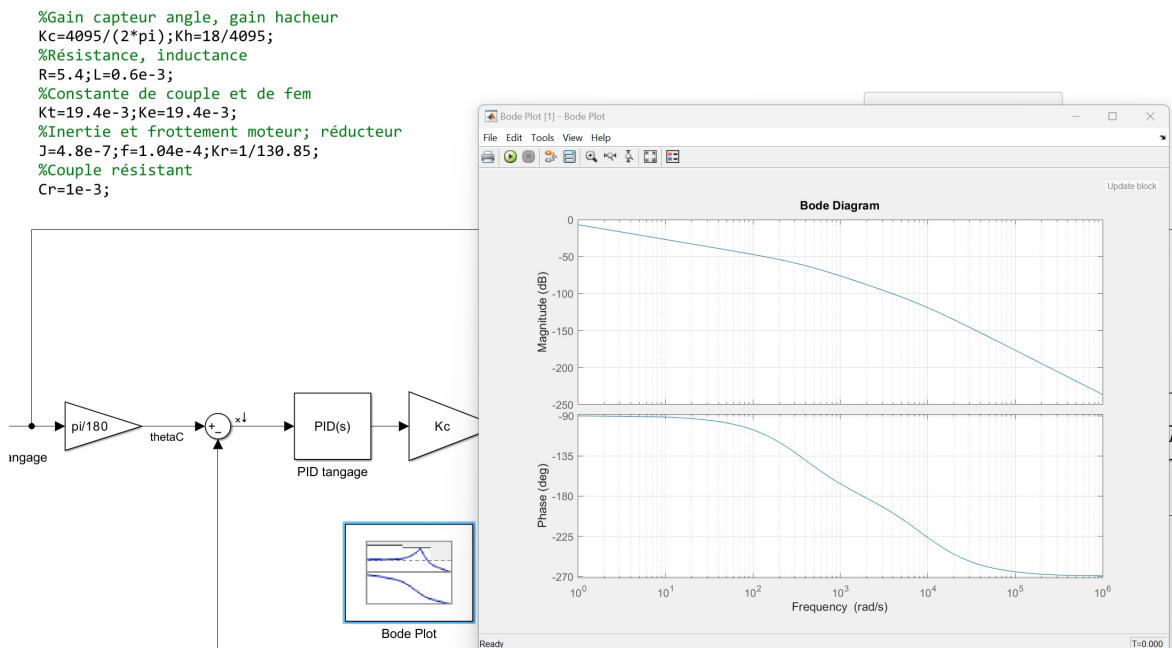 %Gain capteur angle, gain hacheur
Kc=4095/(2*pi);Kh=18/4095;
%Résistance, inductance
R=5.4;L=0.6e-3;
%Constante de couple et de fem
Kt=19.4e-3;Ke=19.4e-3;
%Inertie et frottement moteur; réducteur
J=4.8e-7;f=1.04e-4;Kr=1/130.85;
%Couple résistant
Cr=1e-3;
pi/180
thetaC
+
_
×↓
PID(s)
Kc
angage
PID tangage
Bode Plot
Bode Plot [1] - Bode Plot
File Edit Tools View Help
Update block
Bode Diagram
Magnitude (dB)
0
-50
-100
-150
-200
-250
Phase (deg)
-90
-135
-180
-225
-270
10^0 10^1 10^2 10^3 10^4 10^5 10^6
Frequency (rad/s)
Ready
T=0.000